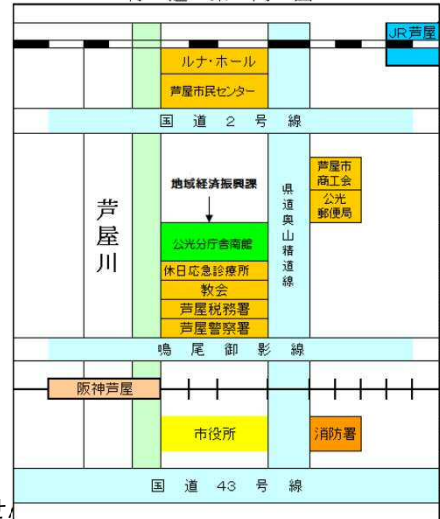 JR芦屋
ルナ・ホール
芦屋市民センター
国道2号線
芦屋市
商工会
公光
郵便局
地域経済振興課
県道奥山精道線
芦屋川
公光分庁舎南館
休日応急診療所
教会
芦屋税務署
芦屋警察署
鳴尾御影線
阪神芦屋
市役所
消防署
国道43号線